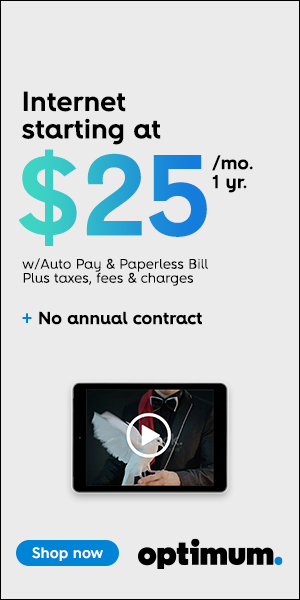 Internet
starting at
$25
/mo.
1 yr.
w/Auto Pay & Paperless Bill
Plus taxes, fees & charges
+ No annual contract
Shop now
optimum.